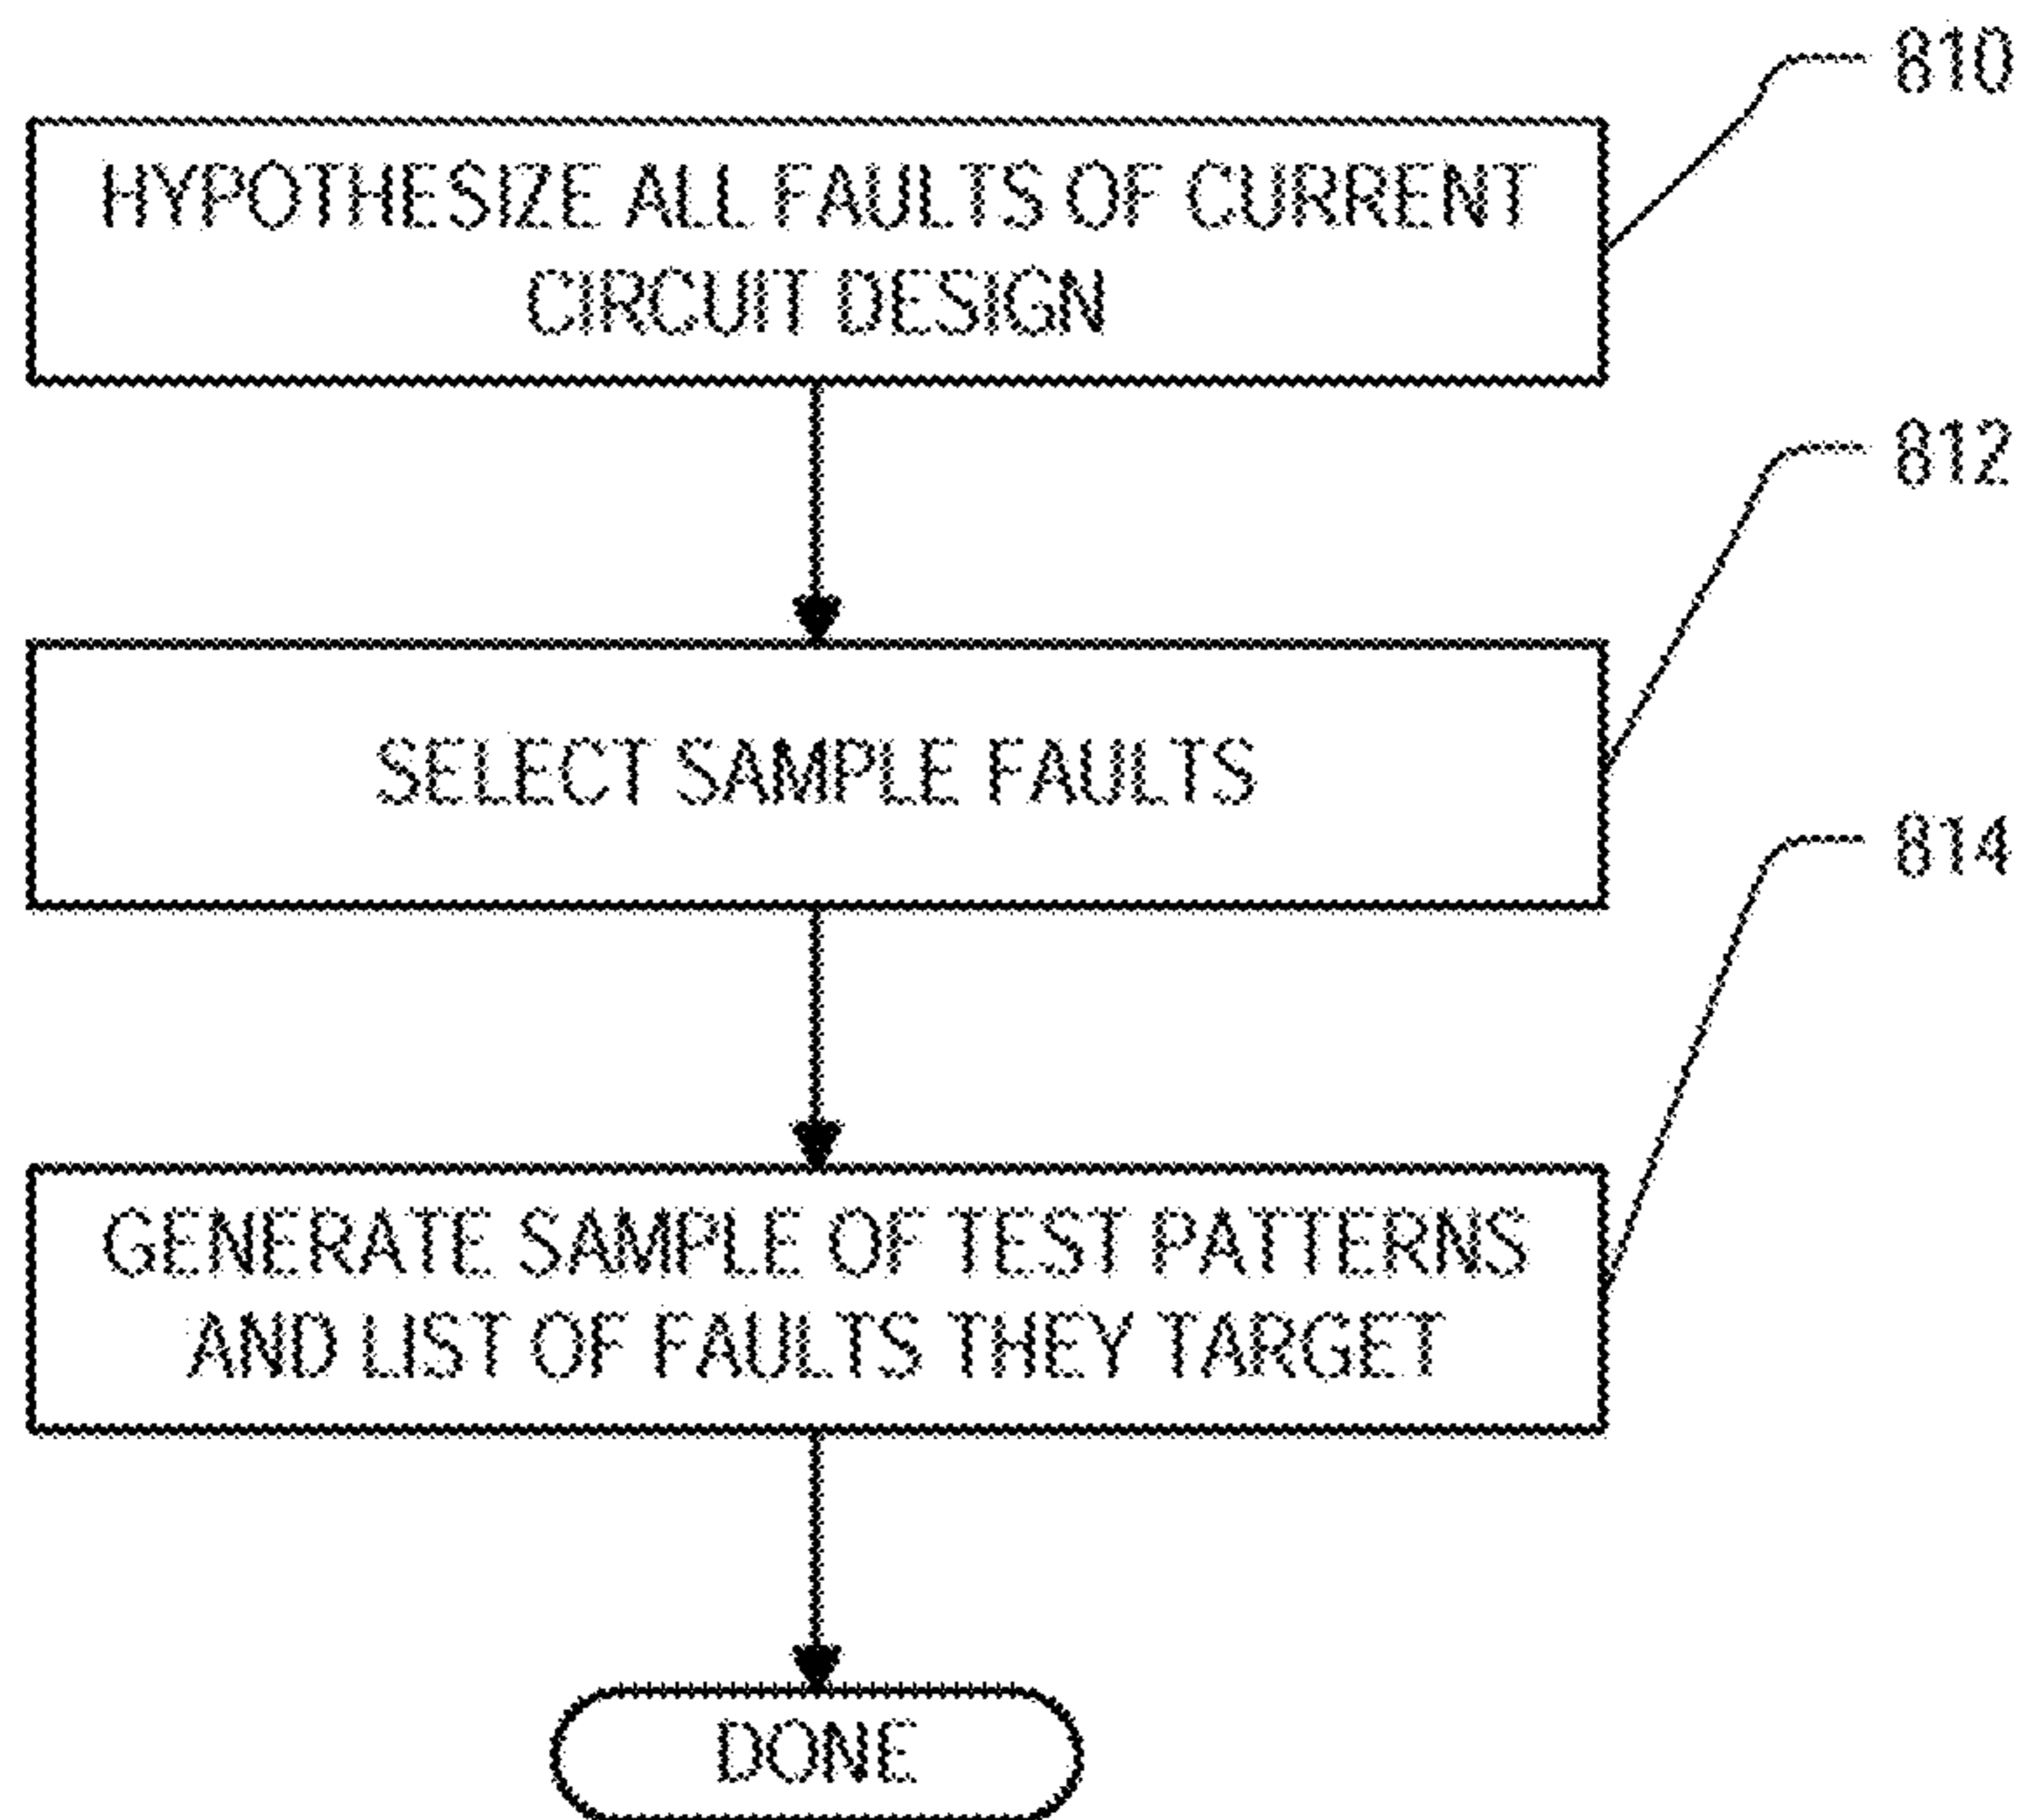 810
HYPOTHESIZE ALL FAULTS OF CURRENT
CIRCUIT DESIGN
812
SELECT SAMPLE FAULTS
814
GENERATE SAMPLE OF TEST PATTERNS
AND LIST OF FAULTS THEY TARGET
DONE